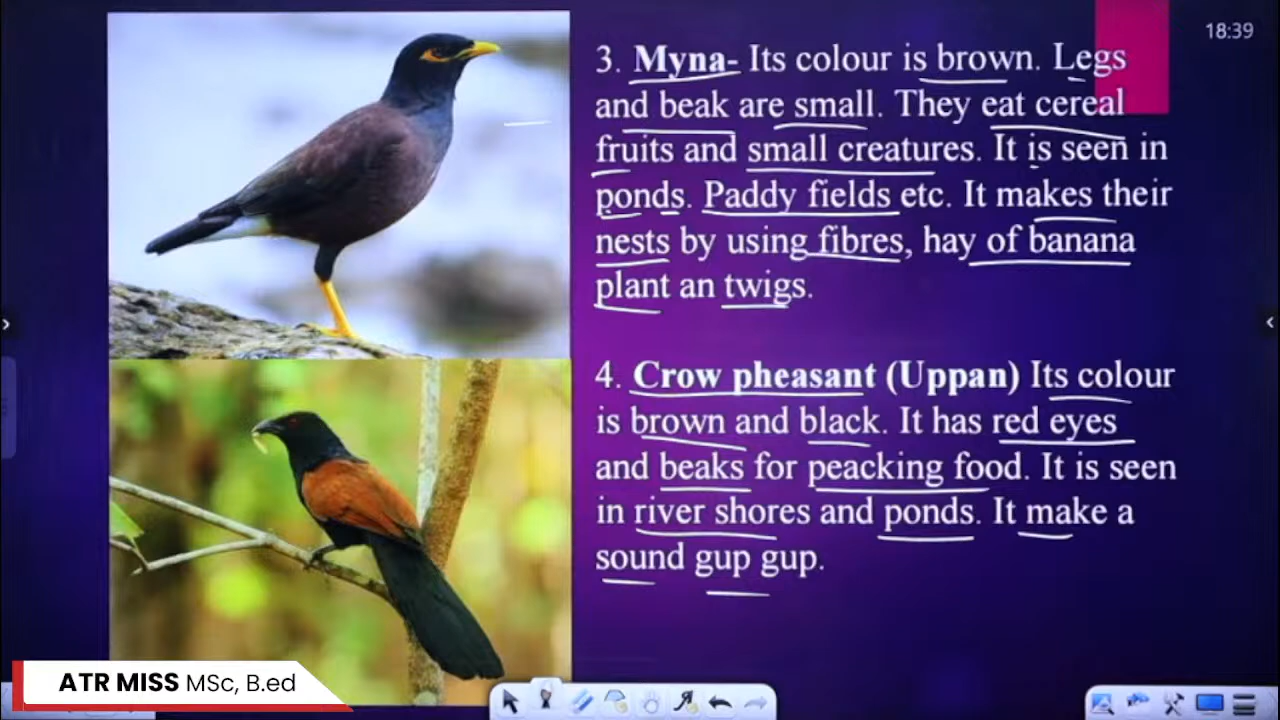 18:39
3. Myna- Its colour is brown. Legs
and beak are small. They eat cereal
fruits and small creatures. It is seen in
ponds. Paddy fields etc. It makes their
nests by using fibres, hay of banana
plant an twigs.
4. Crow pheasant (Uppan) Its colour
is brown and black. It has red eyes
and beaks for peacking food. It is seen
in river shores and ponds. It make a
sound gup gup.
ATR MISS MSc, B.ed